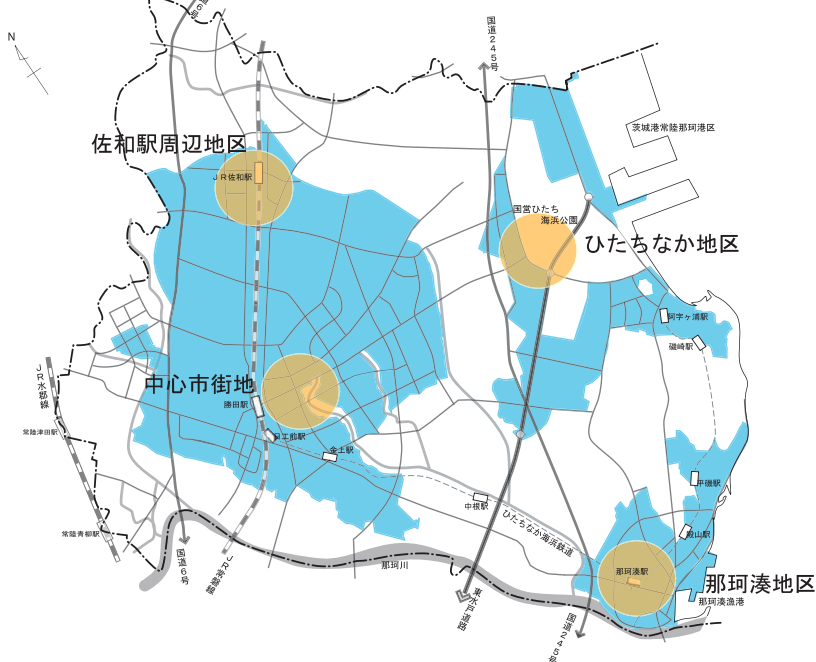 N
国道6号
国道245号
茨城港常陸那珂港区
佐和駅周辺地区
JR佐和駅
国営ひたち
海浜公園
ひたちなか地区
阿字ヶ浦駅
磯崎駅
JR水郡線
中心市街地
勝田駅
日工前駅
金上駅
常陸津田駅
平磯駅
中根駅
ひたちなか海浜鉄道
殿山駅
常陸青柳駅
国道6号
JR常磐線
那珂川
那珂湊駅
那珂湊地区
那珂湊漁港
東水戸道路
国道245号